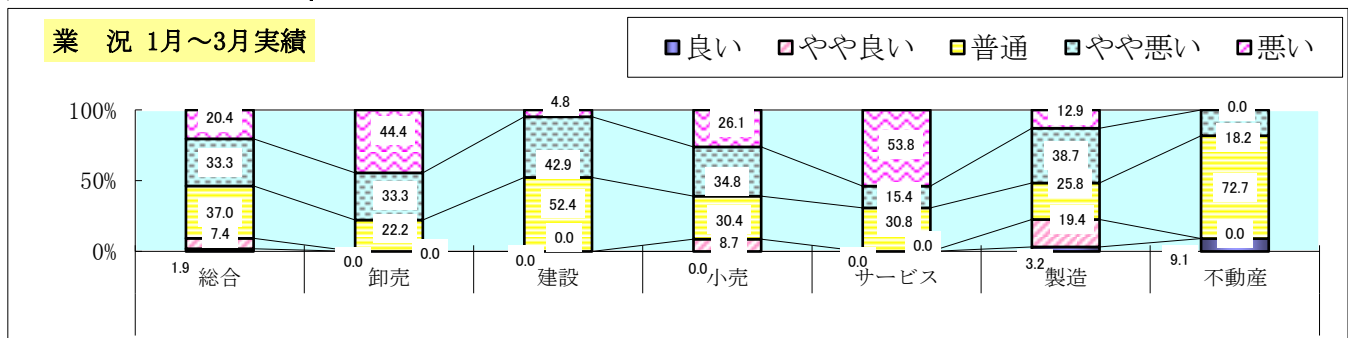 業　況 1月～3月実績
良い やや良い 普通 やや悪い 悪い
100%
50%
0%
20.4 44.4 4.8 26.1 53.8 12.9 0.0
33.3 33.3 42.9 34.8 15.4 38.7 18.2
37.0 22.2 52.4 30.4 30.8 25.8 72.7
7.4 0.0 0.0 8.7 0.0 19.4 0.0
1.9 0.0 0.0 0.0 0.0 3.2 9.1
総合 卸売 建設 小売 サービス 製造 不動産